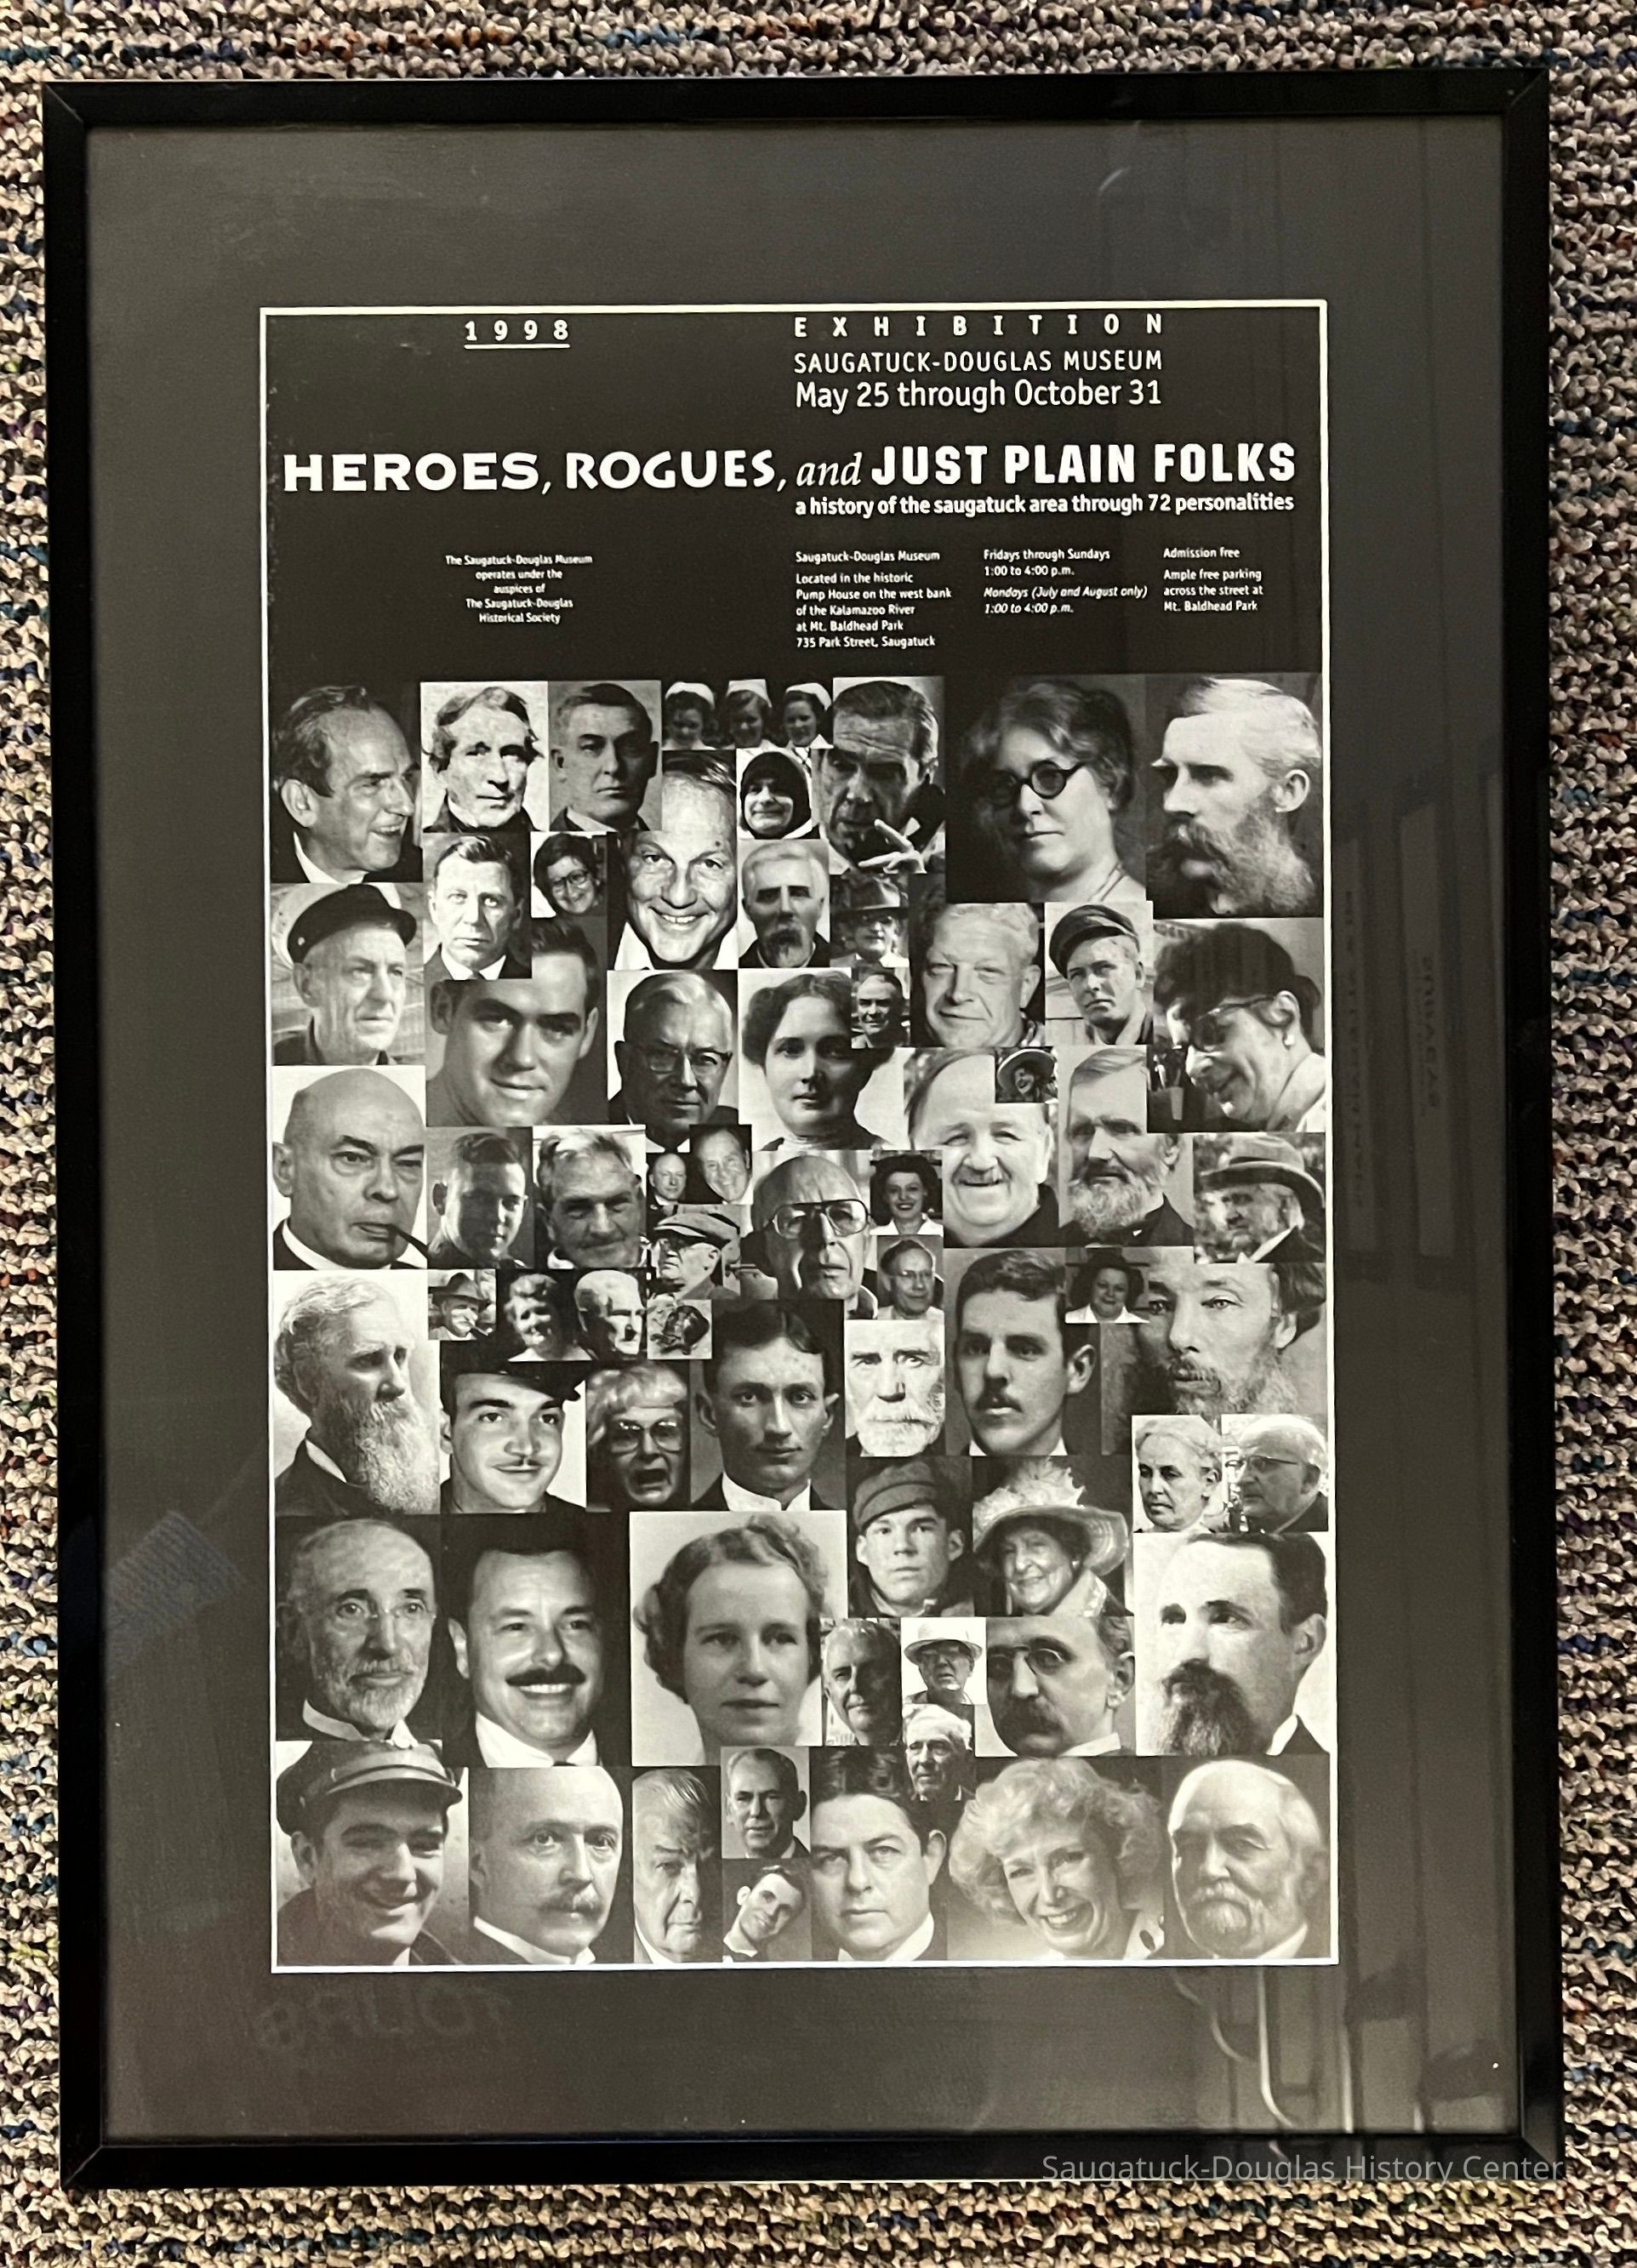 1998
EXHIBITION
SAUGATUCK-DOUGLAS MUSEUM
May 25 through October 31
HEROES, ROGUES, and JUST PLAIN FOLKS
a history of the saugatuck area through 72 personalities
The Saugatuck-Douglas Museum
operates under the
auspices of
The Saugatuck-Douglas
Historical Society
Saugatuck-Douglas Museum
Located in the historic
Pump House on the west bank
of the Kalamazoo River
at Mt. Baldhead Park
735 Park Street, Saugatuck
Fridays through Sundays
1:00 to 4:00 p.m.
Mondays (July and August only)
1:00 to 4:00 p.m.
Admission free
Ample free parking
across the street at
Mt. Baldhead Park
Saugatuck-Douglas History Center